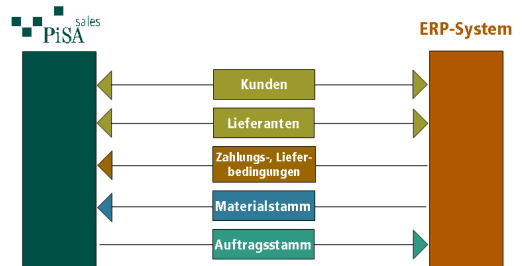 sales
PiSA
ERP-System
Kunden
Lieferanten
Zahlungs-, Liefer-
bedingungen
Materialstamm
Auftragsstamm